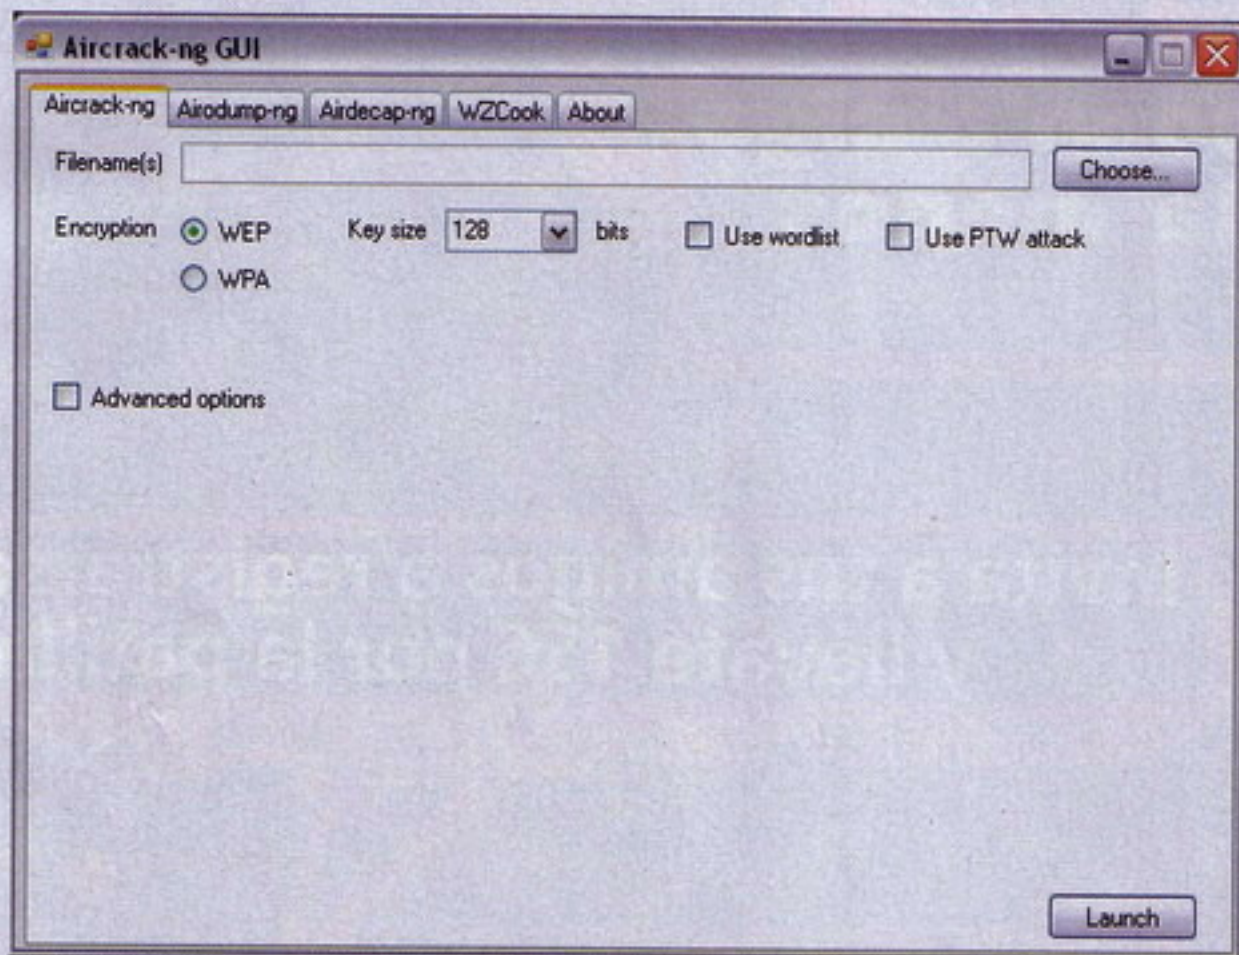 Aircrack-ng GUI
Aircrack-ng Airodump-ng Airdecap-ng WZCook About
Filename(s) Choose...
Encryption WEP Key size 128 bits Use wordlist Use PTW attack
WPA
Advanced options
Launch